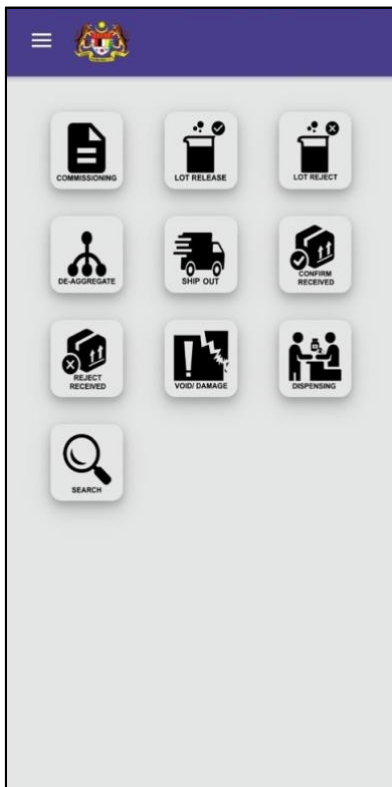 COMMISSIONING
LOT RELEASE
LOT REJECT
DE-AGGREGATE
SHIP OUT
CONFIRM
RECEIVED
REJECT
RECEIVED
VOID/ DAMAGE
DISPENSING
SEARCH